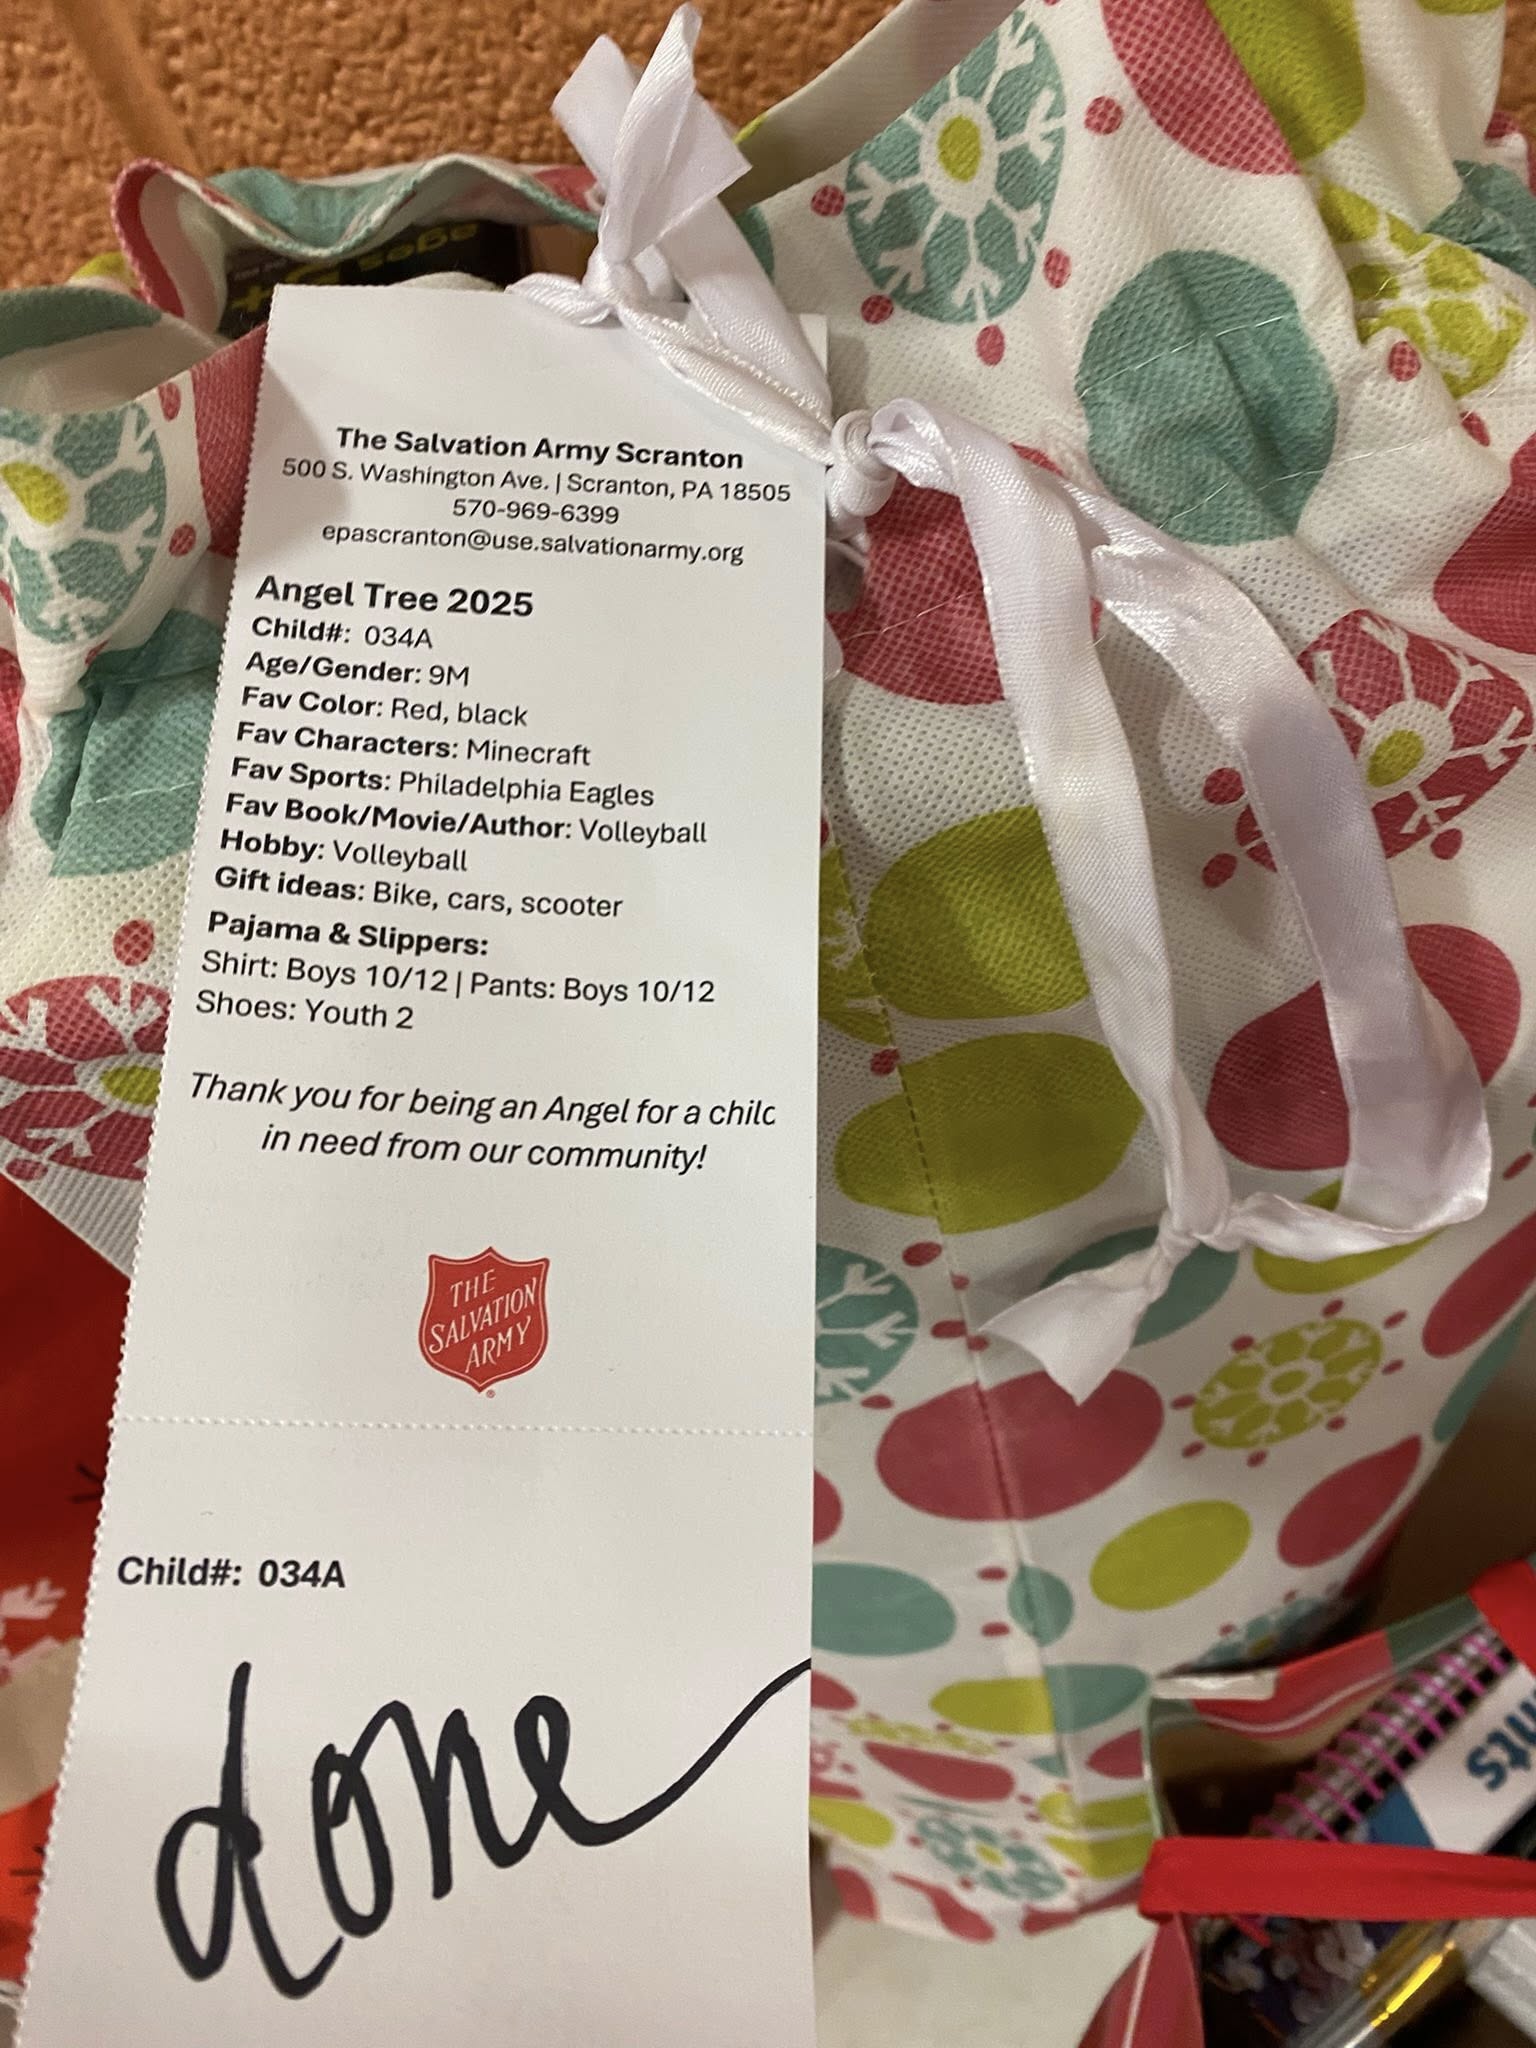 The Salvation Army Scranton
500 S. Washington Ave. | Scranton, PA 18505
570-969-6399
epascranton@use.salvationarmy.org
Angel Tree 2025
Child#: 034A
Age/Gender: 9M
Fav Color: Red, black
Fav Characters: Minecraft
Fav Sports: Philadelphia Eagles
Fav Book/Movie/Author: Volleyball
Hobby: Volleyball
Gift ideas: Bike, cars, scooter
Pajama & Slippers:
Shirt: Boys 10/12 | Pants: Boys 10/12
Shoes: Youth 2
Thank you for being an Angel for a chilc
in need from our community!
THE
SALVATION
ARMY
®
Child#: 034A
done